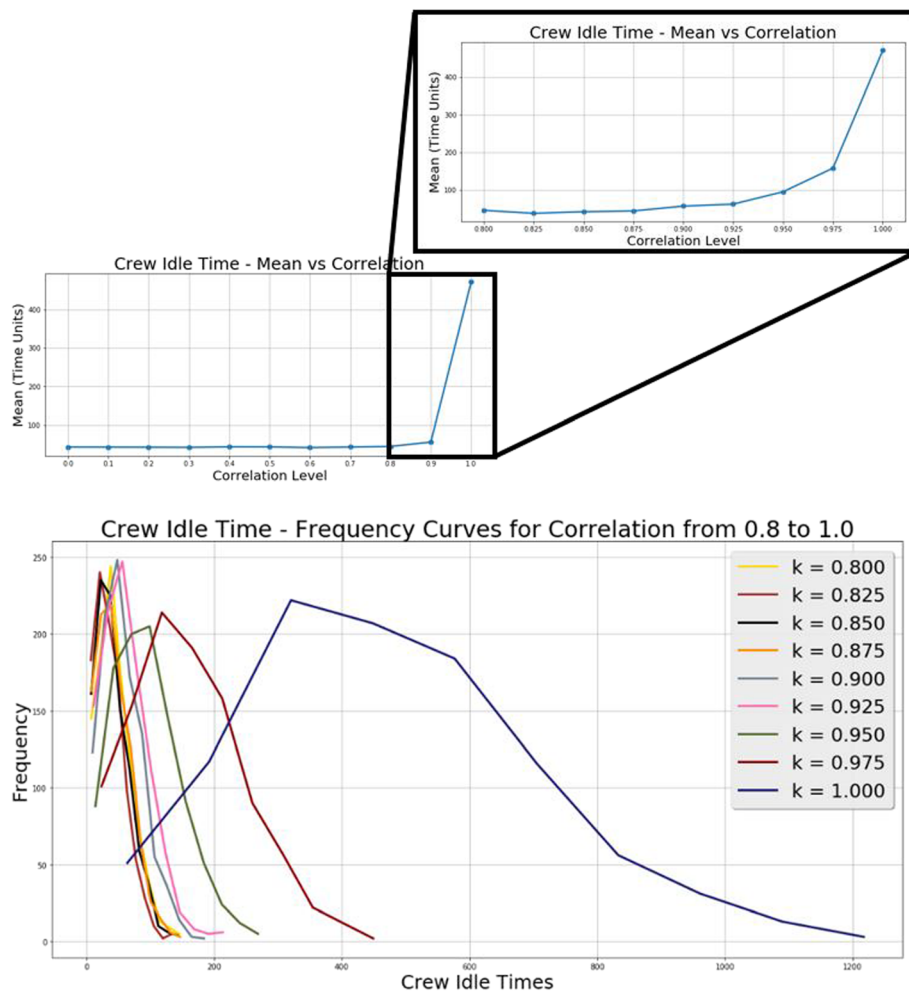 Crew Idle Time - Mean vs Correlation
Mean (Time Units)
400
300
200
100
0.800 0.825 0.850 0.875 0.900 0.925 0.950 0.975 1.000
Correlation Level
Crew Idle Time - Mean vs Correlation
Mean (Time Units)
400
300
200
100
0.0 0.1 0.2 0.3 0.4 0.5 0.6 0.7 0.8 0.9 1.0
Correlation Level
Crew Idle Time - Frequency Curves for Correlation from 0.8 to 1.0
Frequency
250
200
150
100
50
0
k = 0.800
k = 0.825
k = 0.850
k = 0.875
k = 0.900
k = 0.925
k = 0.950
k = 0.975
k = 1.000
0 200 400 600 800 1000 1200
Crew Idle Times